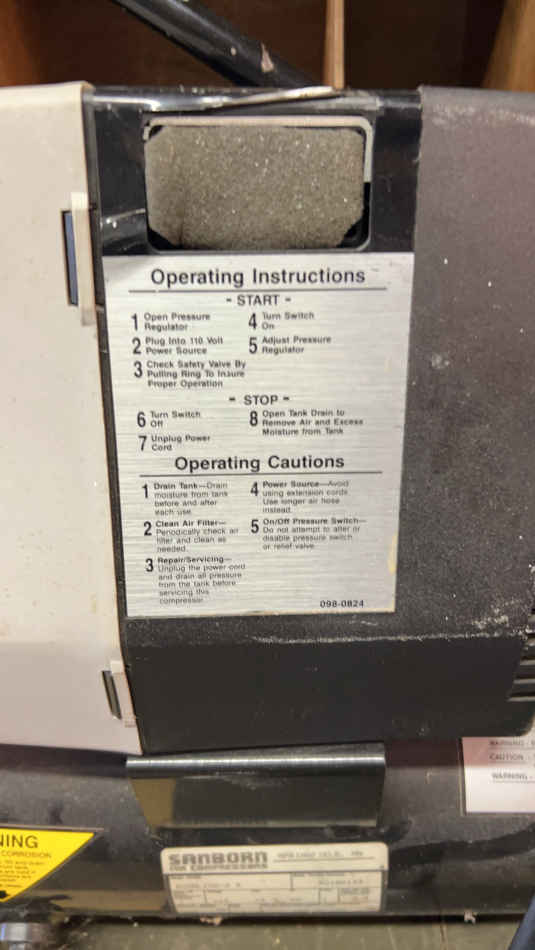 Operating Instructions
- START -
1 Open Pressure
Regulator
2 Plug Into 110 Volt
Power Source
3 Check Safety Valve By
Pulling Ring To Insure
Proper Operation
4 Turn Switch
On
5 Adjust Pressure
Regulator
- STOP -
6 Turn Switch
Off
7 Unplug Power
Cord
8 Open Tank Drain to
Remove Air and Excess
Moisture from Tank
Operating Cautions
1 Drain Tank—Drain
moisture from tank
before and after
each use.
2 Clean Air Filter—
Periodically check air
filter and clean as
needed.
3 Repair/Servicing—
Unplug the power cord
and drain all pressure
from the tank before
servicing this
compressor.
4 Power Source—Avoid
using extension cords.
Use longer air hose
instead.
5 On/Off Pressure Switch—
Do not attempt to alter or
disable pressure switch
or relief valve.
098-0824
WARNING -
CAUTION -
WARNING -
NING
CORROSION
SANBORN
AIR COMPRESSORS
SPRINGFIELD, MN